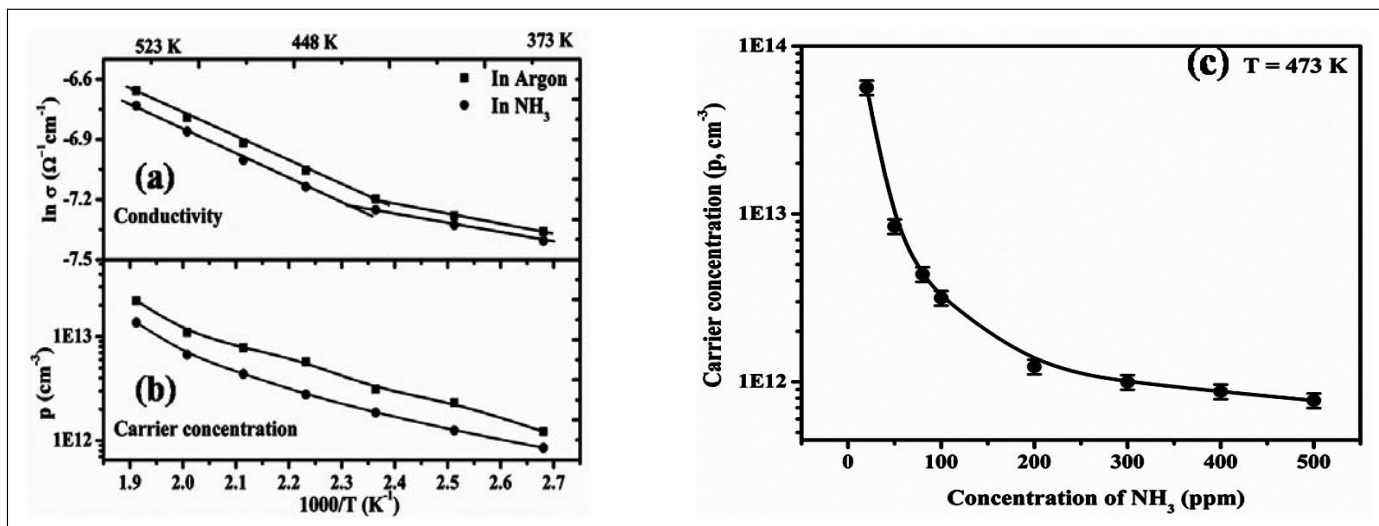 523 K 448 K 373 K
-6.6
-6.9
-7.2
-7.5
ln σ (Ω⁻¹cm⁻¹)
In Argon
In NH₃
(a)
Conductivity
1E13
1E12
p (cm⁻³)
(b)
Carrier concentration
1.9 2.0 2.1 2.2 2.3 2.4 2.5 2.6 2.7
1000/T (K⁻¹)
1E14
1E13
1E12
Carrier concentration (p, cm⁻³)
(c) T = 473 K
0 100 200 300 400 500
Concentration of NH₃ (ppm)